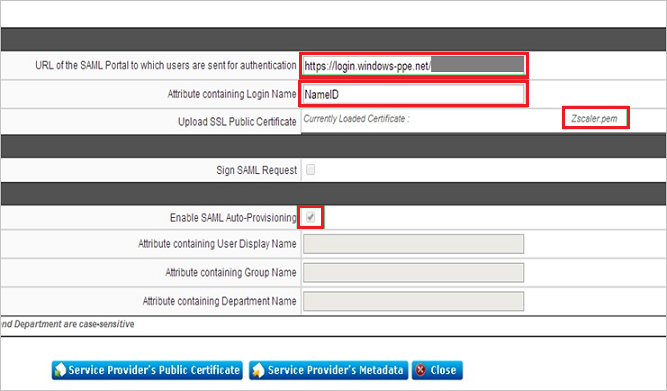 URL of the SAML Portal to which users are sent for authentication https://login.windows-ppe.net/
Attribute containing Login Name NameID
Upload SSL Public Certificate Currently Loaded Certificate : Zscaler.pem
Sign SAML Request
Enable SAML Auto-Provisioning
Attribute containing User Display Name
Attribute containing Group Name
Attribute containing Department Name
and Department are case-sensitive
Service Provider's Public Certificate Service Provider's Metadata Close